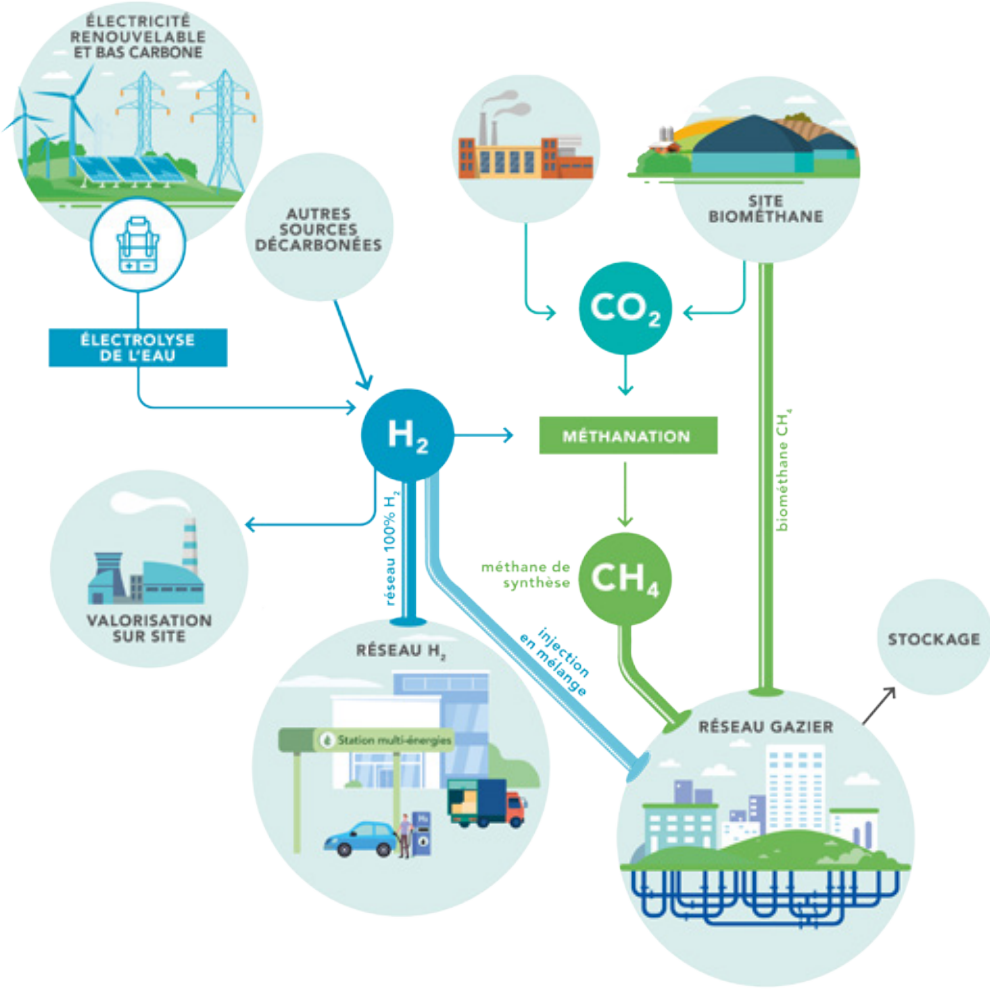 ÉLECTRICITÉ
RENOUVELABLE
ET BAS CARBONE
AUTRES
SOURCES
DÉCARBONÉES
SITE
BIOMÉTHANE
CO₂
ÉLECTROLYSE
DE L'EAU
H₂
MÉTHANATION
biométhane CH₄
réseau 100% H₂
méthane de
synthèse
CH₄
VALORISATION
SUR SITE
injection
en mélange
STOCKAGE
RÉSEAU H₂
RÉSEAU GAZIER
Station multi-énergies
H₂